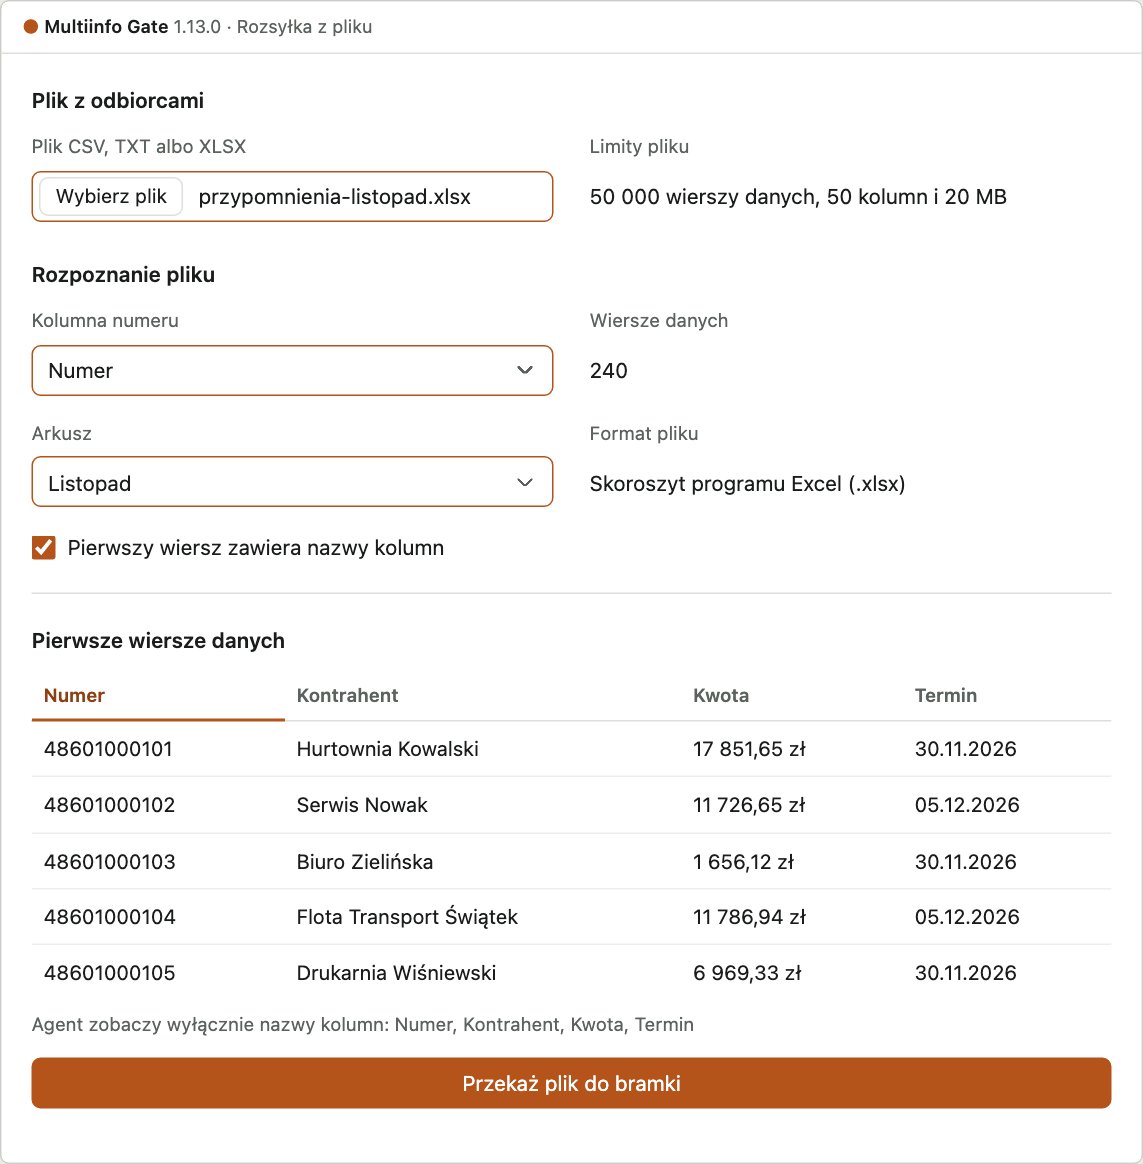 Multiinfo Gate 1.13.0 · Rozsyłka z pliku
Plik z odbiorcami
Plik CSV, TXT albo XLSX
Limity pliku
Wybierz plik przypomnienia-listopad.xlsx
50 000 wierszy danych, 50 kolumn i 20 MB
Rozpoznanie pliku
Kolumna numeru
Wiersze danych
Numer
240
Arkusz
Format pliku
Listopad
Skoroszyt programu Excel (.xlsx)
Pierwszy wiersz zawiera nazwy kolumn
Pierwsze wiersze danych
Numer Kontrahent Kwota Termin
48601000101 Hurtownia Kowalski 17 851,65 zł 30.11.2026
48601000102 Serwis Nowak 11 726,65 zł 05.12.2026
48601000103 Biuro Zielińska 1 656,12 zł 30.11.2026
48601000104 Flota Transport Świątek 11 786,94 zł 05.12.2026
48601000105 Drukarnia Wiśniewski 6 969,33 zł 30.11.2026
Agent zobaczy wyłącznie nazwy kolumn: Numer, Kontrahent, Kwota, Termin
Przekaż plik do bramki